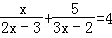 x/(2x − 3) + 5/(3x − 2) = 4